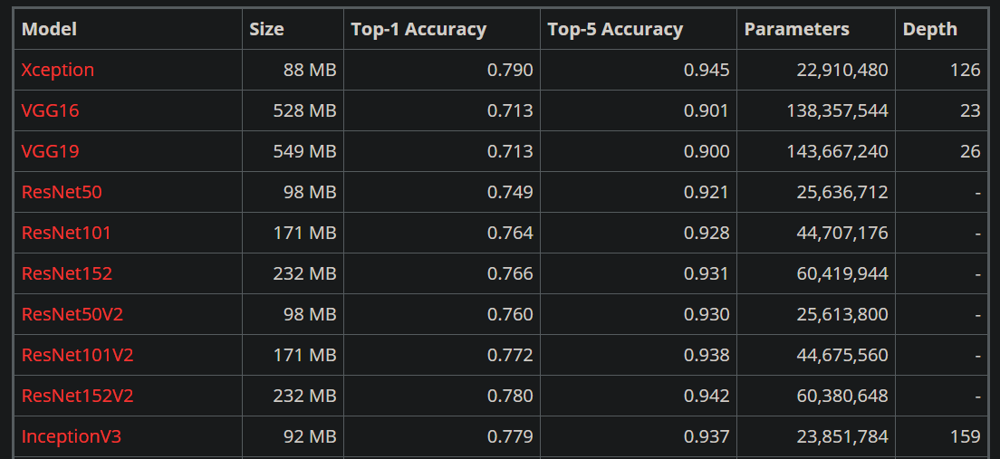 Model Size Top-1 Accuracy Top-5 Accuracy Parameters Depth
Xception 88 MB 0.790 0.945 22,910,480 126
VGG16 528 MB 0.713 0.901 138,357,544 23
VGG19 549 MB 0.713 0.900 143,667,240 26
ResNet50 98 MB 0.749 0.921 25,636,712 -
ResNet101 171 MB 0.764 0.928 44,707,176 -
ResNet152 232 MB 0.766 0.931 60,419,944 -
ResNet50V2 98 MB 0.760 0.930 25,613,800 -
ResNet101V2 171 MB 0.772 0.938 44,675,560 -
ResNet152V2 232 MB 0.780 0.942 60,380,648 -
InceptionV3 92 MB 0.779 0.937 23,851,784 159